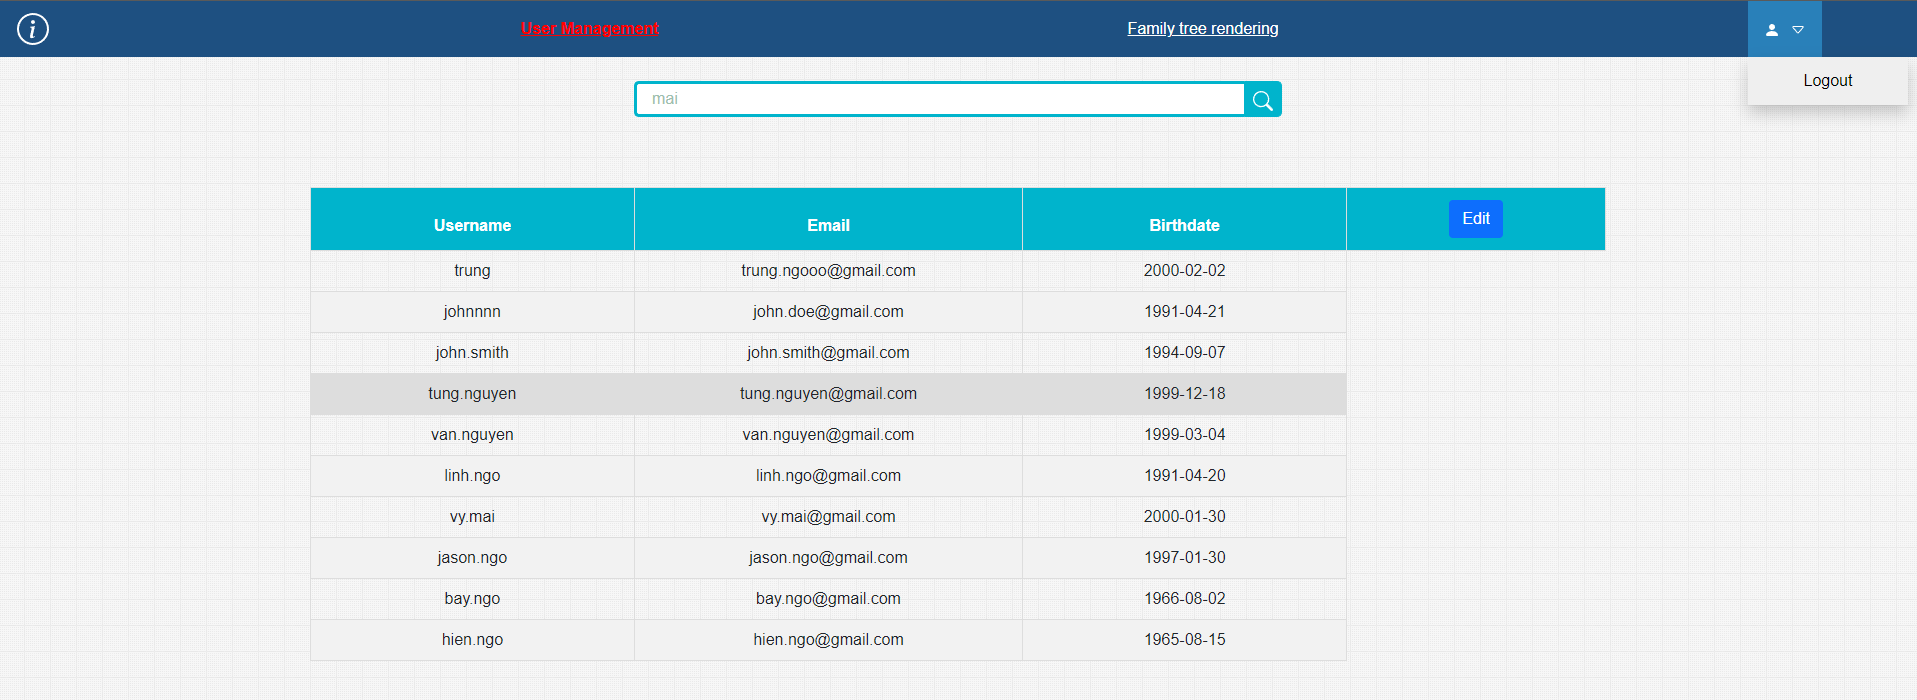 i
User Management
Family tree rendering
Logout
mai
Username Email Birthdate Edit
trung trung.ngooo@gmail.com 2000-02-02
johnnnn john.doe@gmail.com 1991-04-21
john.smith john.smith@gmail.com 1994-09-07
tung.nguyen tung.nguyen@gmail.com 1999-12-18
van.nguyen van.nguyen@gmail.com 1999-03-04
linh.ngo linh.ngo@gmail.com 1991-04-20
vy.mai vy.mai@gmail.com 2000-01-30
jason.ngo jason.ngo@gmail.com 1997-01-30
bay.ngo bay.ngo@gmail.com 1966-08-02
hien.ngo hien.ngo@gmail.com 1965-08-15